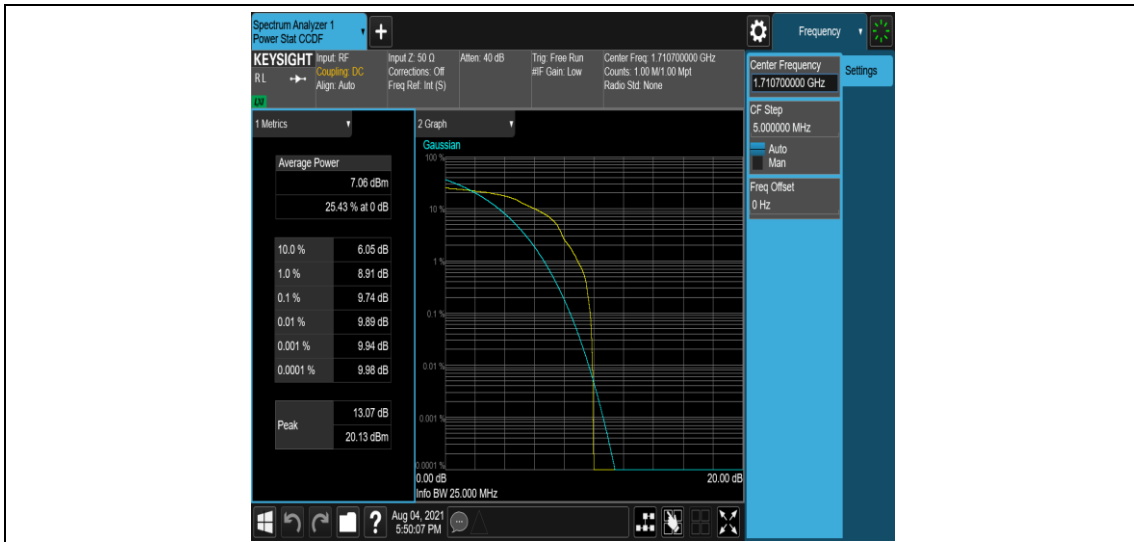 Spectrum Analyzer 1
Power Stat CCDF
+
Frequency
KEYSIGHT
RL
LM
Input: RF
Coupling: DC
Align: Auto
Input Z: 50 Ω
Corrections: Off
Freq Ref: Int (S)
Atten: 40 dB
Trig: Free Run
#IF Gain: Low
Center Freq: 1.710700000 GHz
Counts: 1.00 M/1.00 Mpt
Radio Std: None
Center Frequency
1.710700000 GHz
Settings
CF Step
5.000000 MHz
Auto
Man
Freq Offset
0 Hz
1 Metrics
Average Power
7.06 dBm
25.43 % at 0 dB
10.0 % 6.05 dB
1.0 % 8.91 dB
0.1 % 9.74 dB
0.01 % 9.89 dB
0.001 % 9.94 dB
0.0001 % 9.98 dB
Peak
13.07 dB
20.13 dBm
2 Graph
Gaussian
100 %
10 %
1 %
0.1 %
0.01 %
0.001 %
0.0001 %
0.00 dB
20.00 dB
Info BW 25.000 MHz
?
Aug 04, 2021
5:50:07 PM